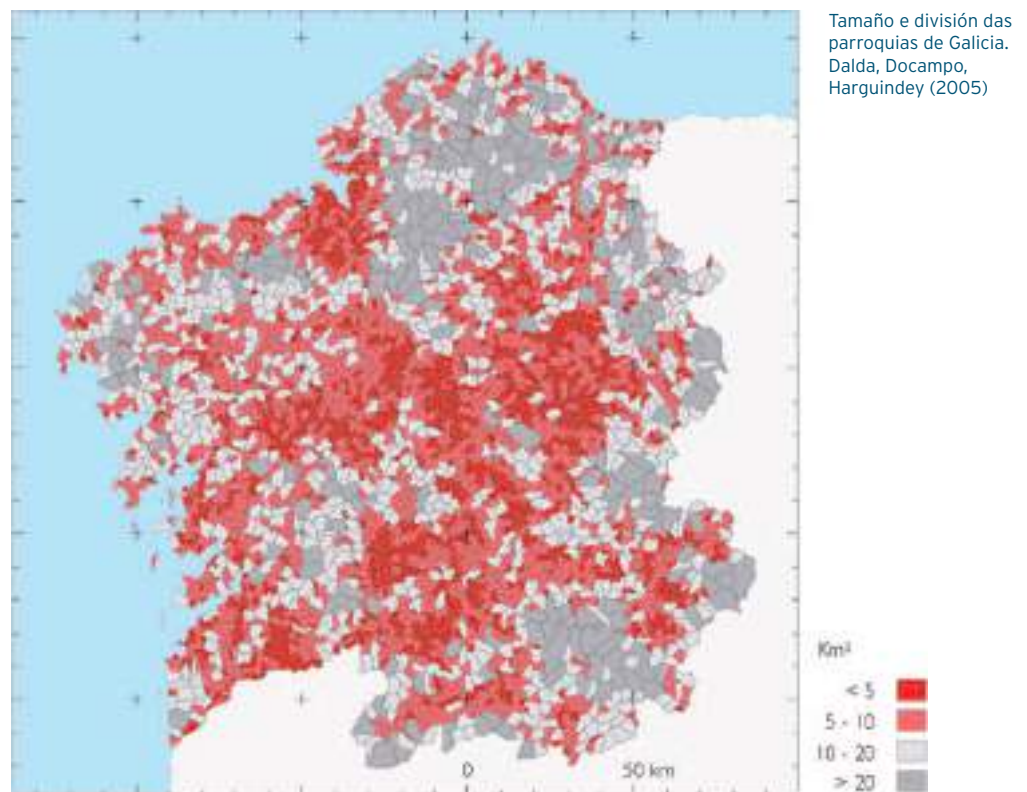 Tamaño e división das
parroquias de Galicia.
Dalda, Docampo,
Harguindey (2005)
Km²
< 5
5 - 10
10 - 20
> 20
0 50 km